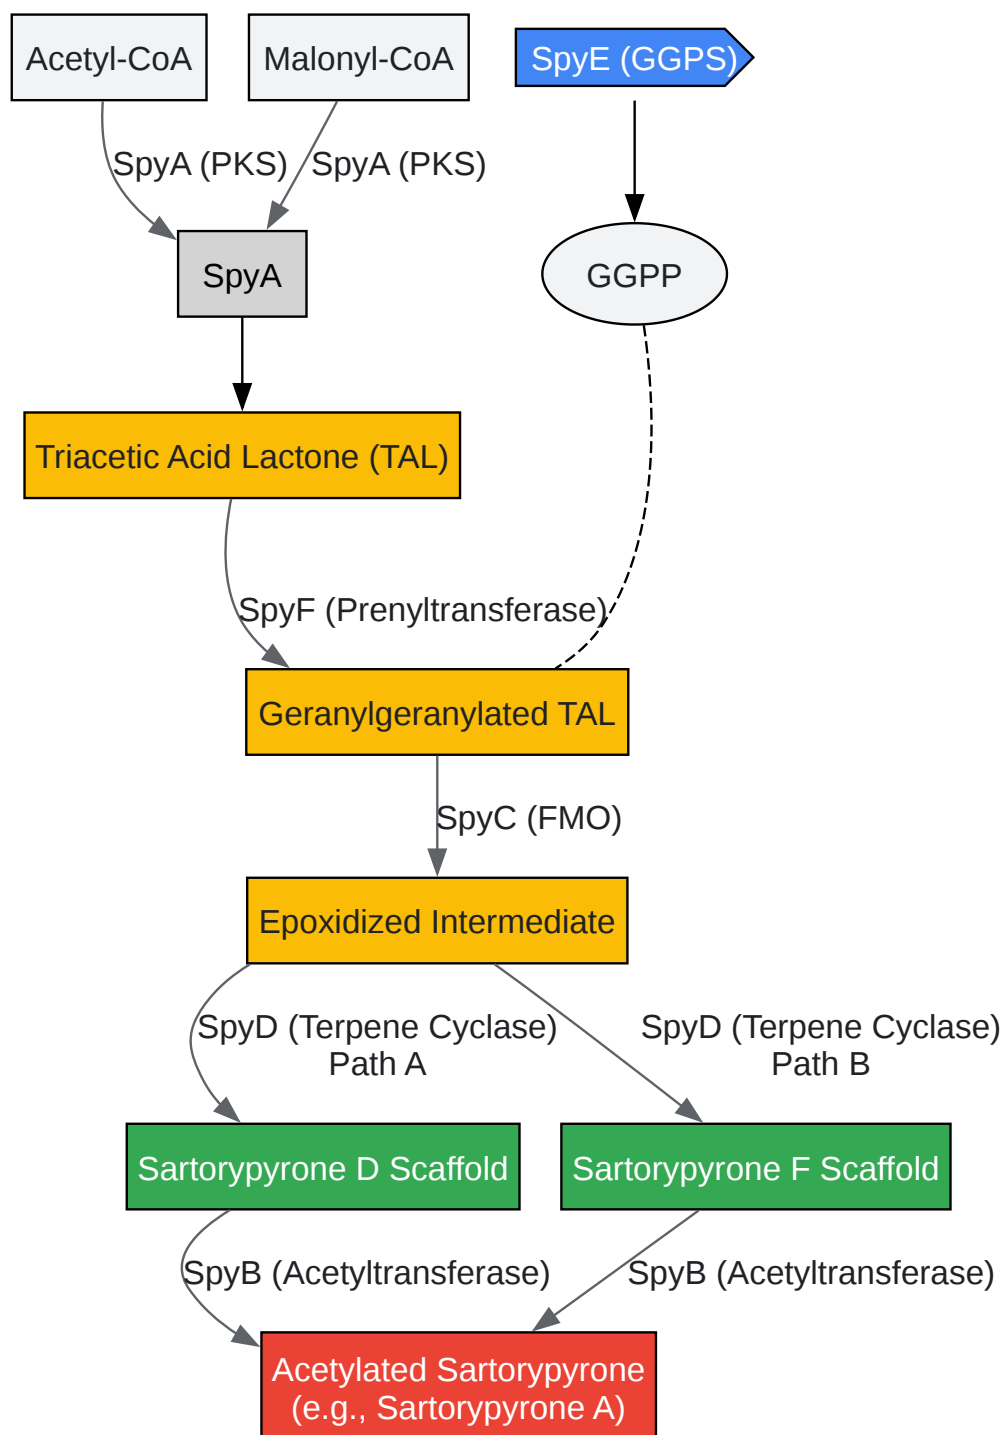 Acetyl-CoA
Malonyl-CoA
SpyE (GGPS)
SpyA (PKS)
SpyA (PKS)
SpyA
GGPP
Triacetic Acid Lactone (TAL)
SpyF (Prenyltransferase)
Geranylgeranylated TAL
SpyC (FMO)
Epoxidized Intermediate
SpyD (Terpene Cyclase)
Path A
SpyD (Terpene Cyclase)
Path B
Sartorypyrone D Scaffold
Sartorypyrone F Scaffold
SpyB (Acetyltransferase)
SpyB (Acetyltransferase)
Acetylated Sartorypyrone
(e.g., Sartorypyrone A)